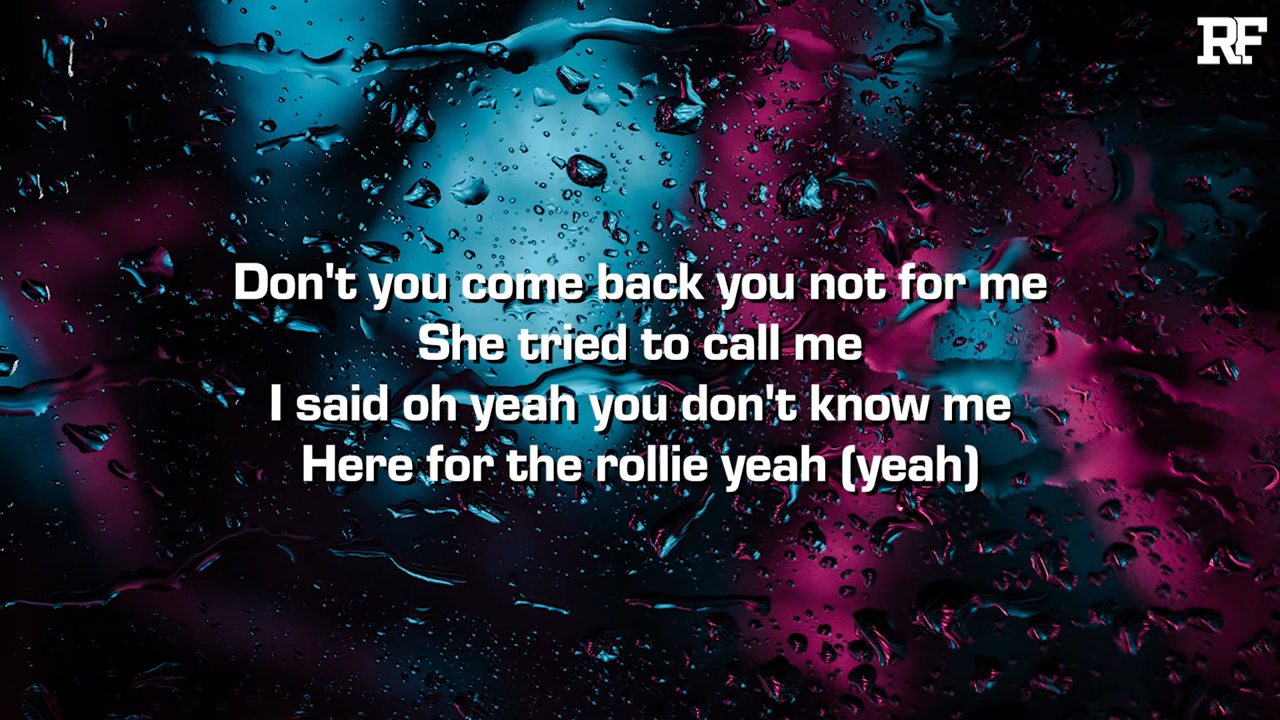 RF
Don't you come back you not for me
She tried to call me
I said oh yeah you don't know me
Here for the rollie yeah (yeah)